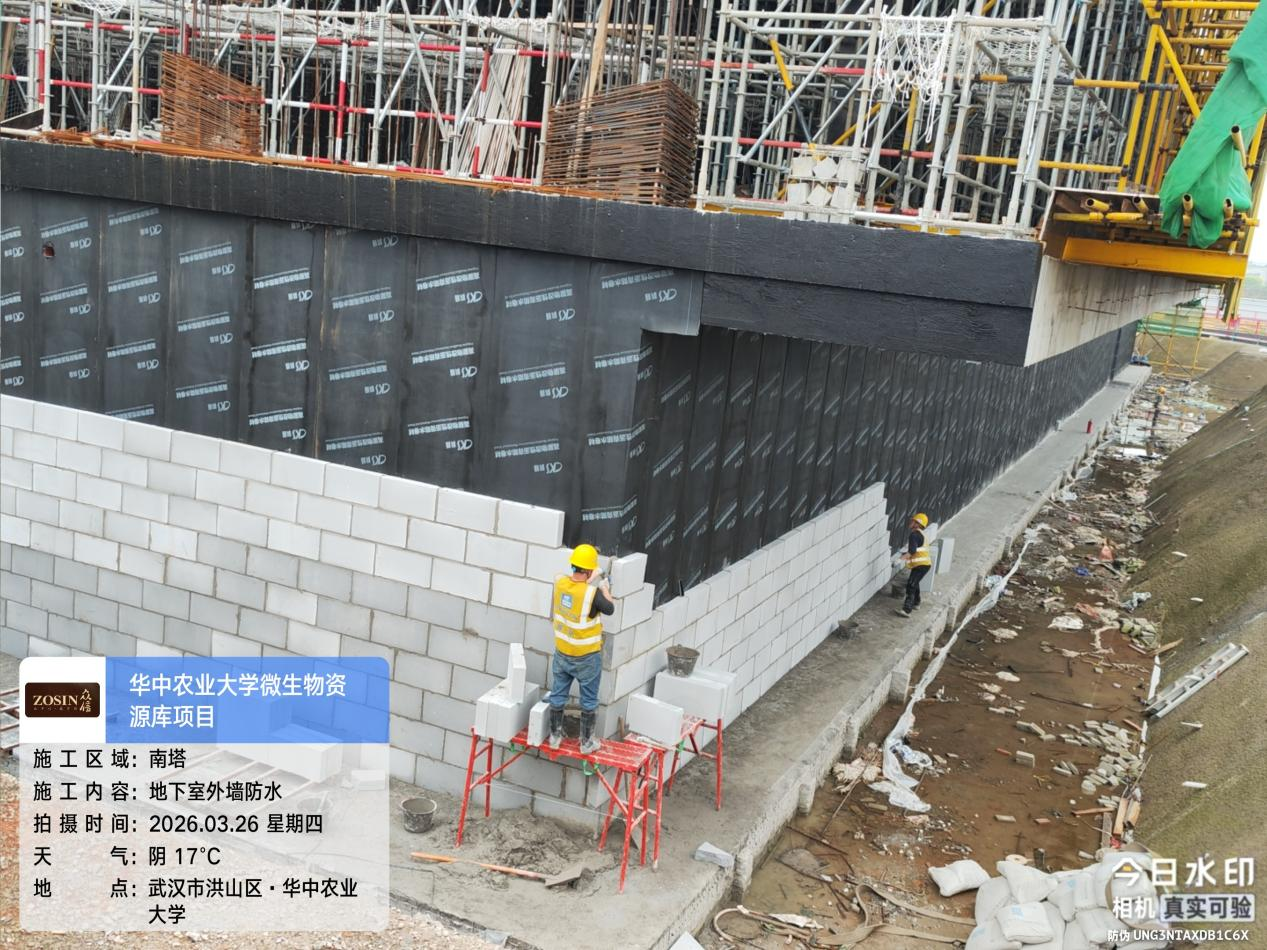 ZOSIN 众信
华中农业大学微生物资
源库项目
施工区域：南塔
施工内容：地下室外墙防水
拍摄时间：2026.03.26 星期四
天气：阴 17℃
地点：武汉市洪山区·华中农业
大学
CKS
今日水印
相机 真实可验
防伪 UNG3NTAXDB1C6X